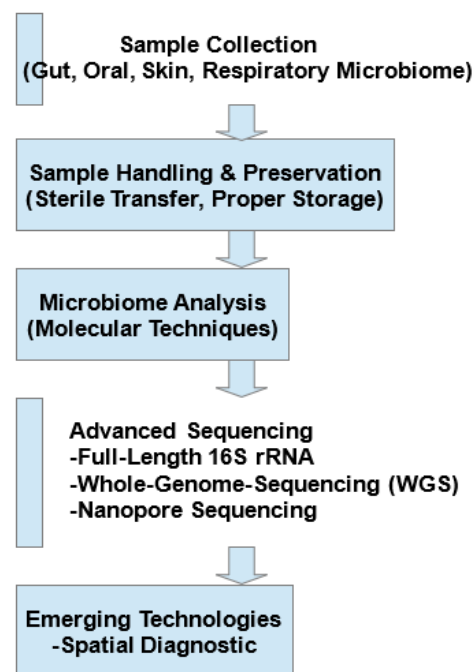 Sample Collection
(Gut, Oral, Skin, Respiratory Microbiome)
Sample Handling & Preservation
(Sterile Transfer, Proper Storage)
Microbiome Analysis
(Molecular Techniques)
Advanced Sequencing
-Full-Length 16S rRNA
-Whole-Genome-Sequencing (WGS)
-Nanopore Sequencing
Emerging Technologies
-Spatial Diagnostic